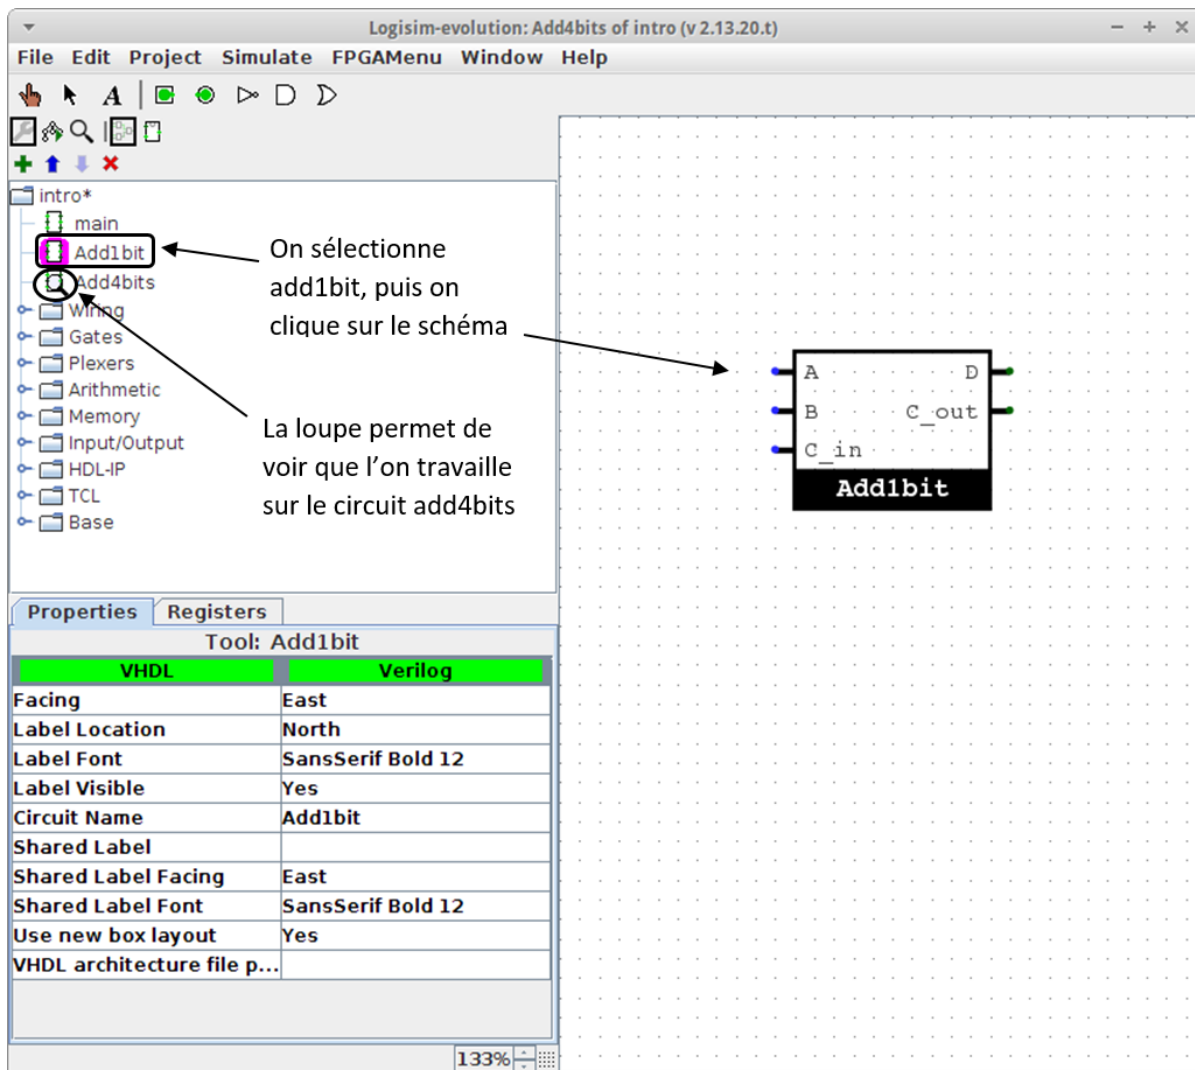 Logisim-evolution: Add4bits of intro (v 2.13.20.t)
File Edit Project Simulate FPGAMenu Window Help
A
intro*
main
Add1bit
Add4bits
Wiring
Gates
Plexers
Arithmetic
Memory
Input/Output
HDL-IP
TCL
Base
On sélectionne
add1bit, puis on
clique sur le schéma
La loupe permet de
voir que l’on travaille
sur le circuit add4bits
A D
B C_out
C_in
Add1bit
Properties Registers
Tool: Add1bit
VHDL Verilog
Facing East
Label Location North
Label Font SansSerif Bold 12
Label Visible Yes
Circuit Name Add1bit
Shared Label
Shared Label Facing East
Shared Label Font SansSerif Bold 12
Use new box layout Yes
VHDL architecture file p...
133%